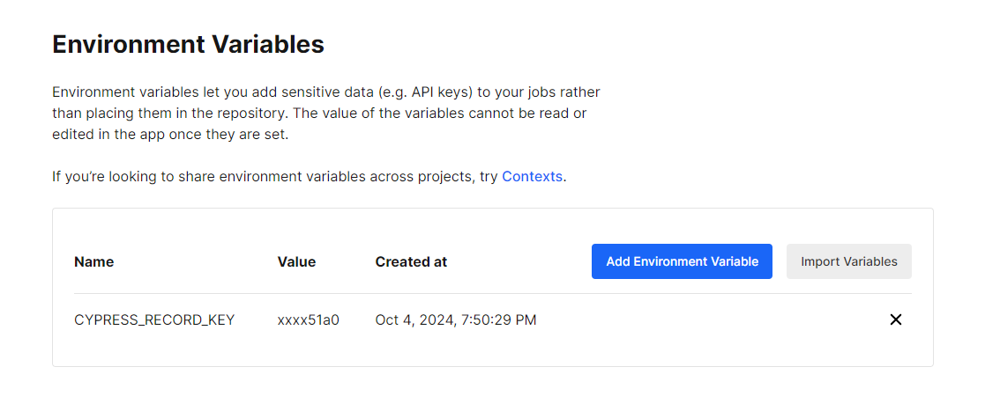 Environment Variables
Environment variables let you add sensitive data (e.g. API keys) to your jobs rather
than placing them in the repository. The value of the variables cannot be read or
edited in the app once they are set.
If you’re looking to share environment variables across projects, try Contexts.
Name Value Created at Add Environment Variable Import Variables
CYPRESS_RECORD_KEY xxxx51a0 Oct 4, 2024, 7:50:29 PM